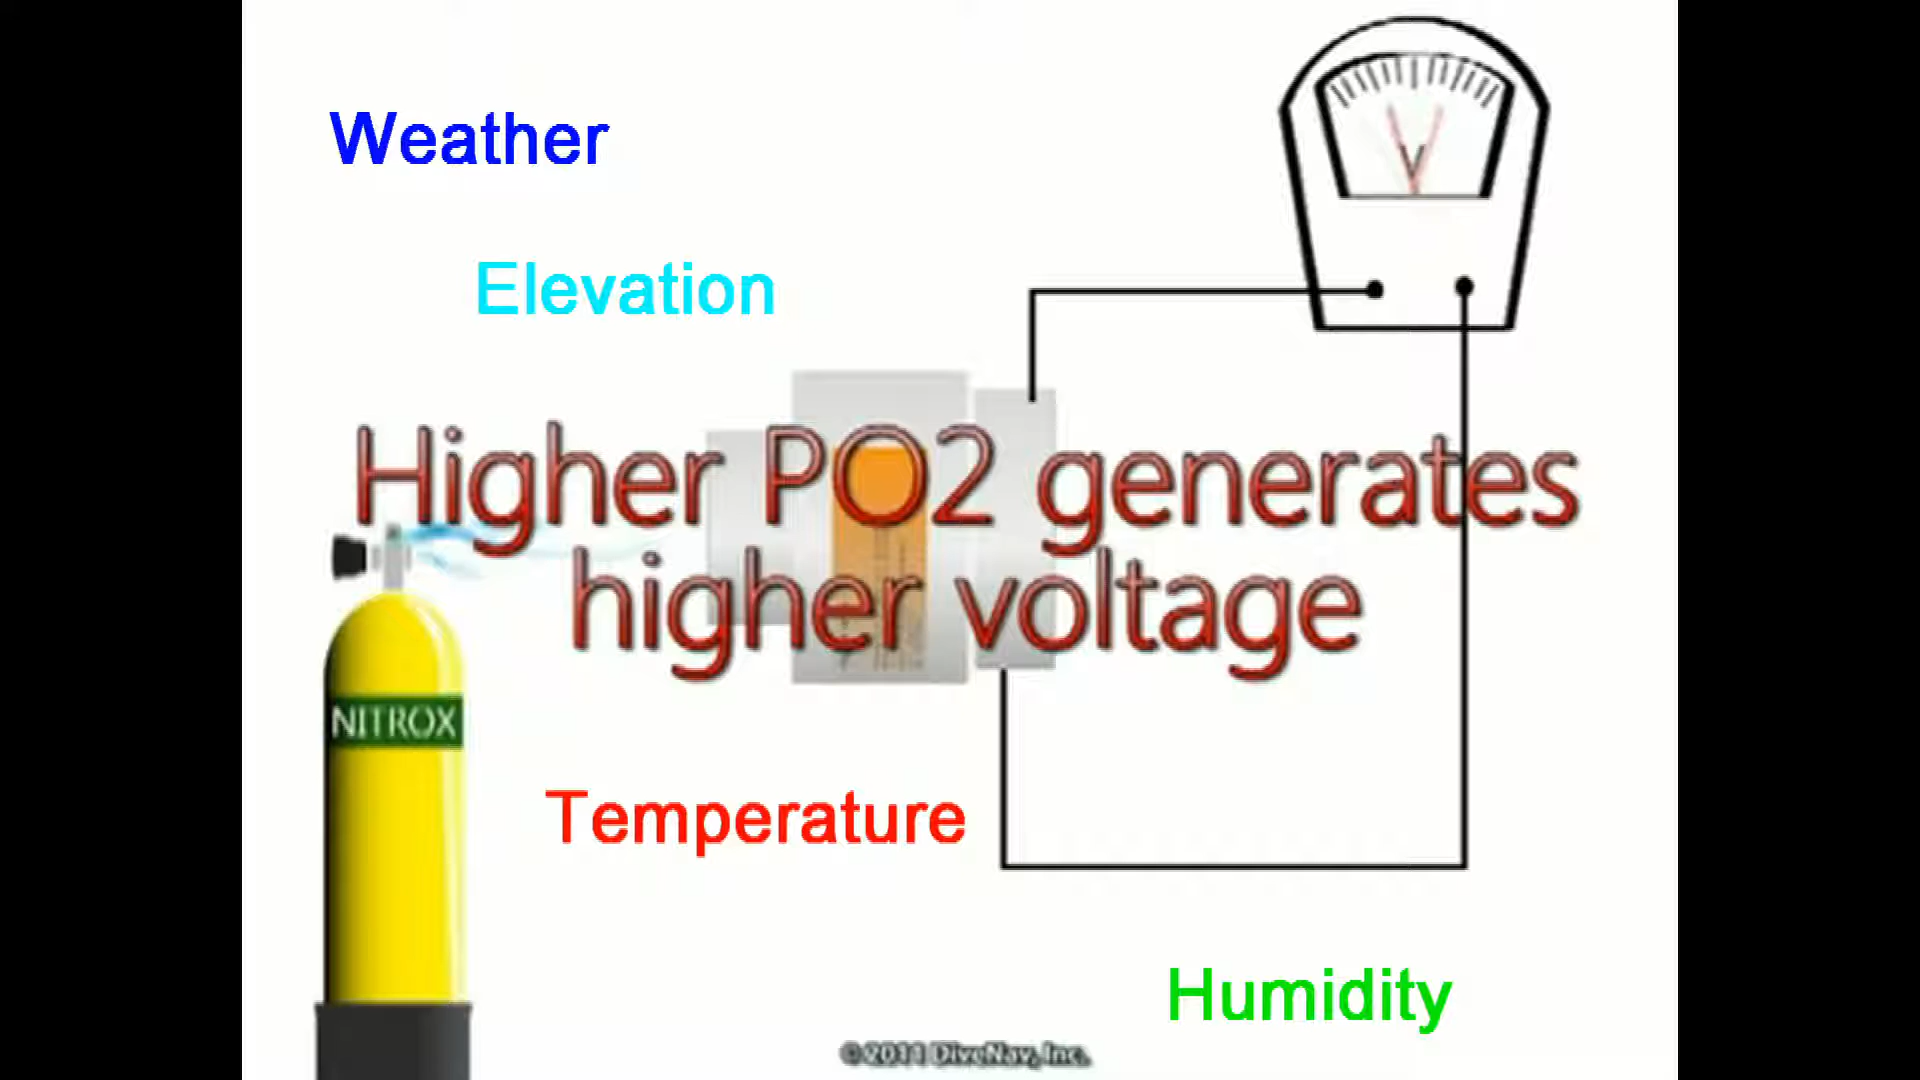 Weather
Elevation
V
Higher PO2 generates
higher voltage
NITROX
Temperature
Humidity
© 2011 DiveNav, Inc.